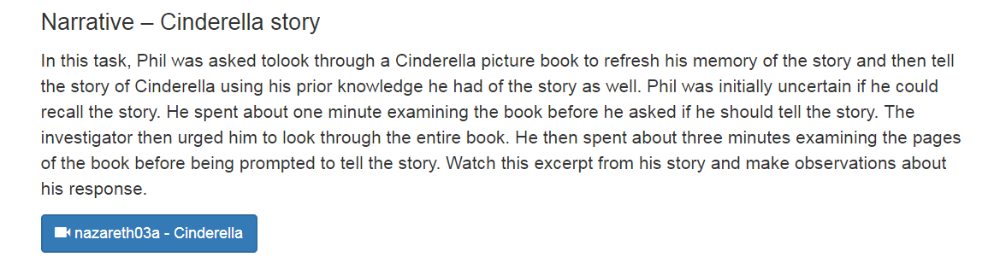 Narrative – Cinderella story
In this task, Phil was asked tolook through a Cinderella picture book to refresh his memory of the story and then tell
the story of Cinderella using his prior knowledge he had of the story as well. Phil was initially uncertain if he could
recall the story. He spent about one minute examining the book before he asked if he should tell the story. The
investigator then urged him to look through the entire book. He then spent about three minutes examining the pages
of the book before being prompted to tell the story. Watch this excerpt from his story and make observations about
his response.
nazareth03a - Cinderella